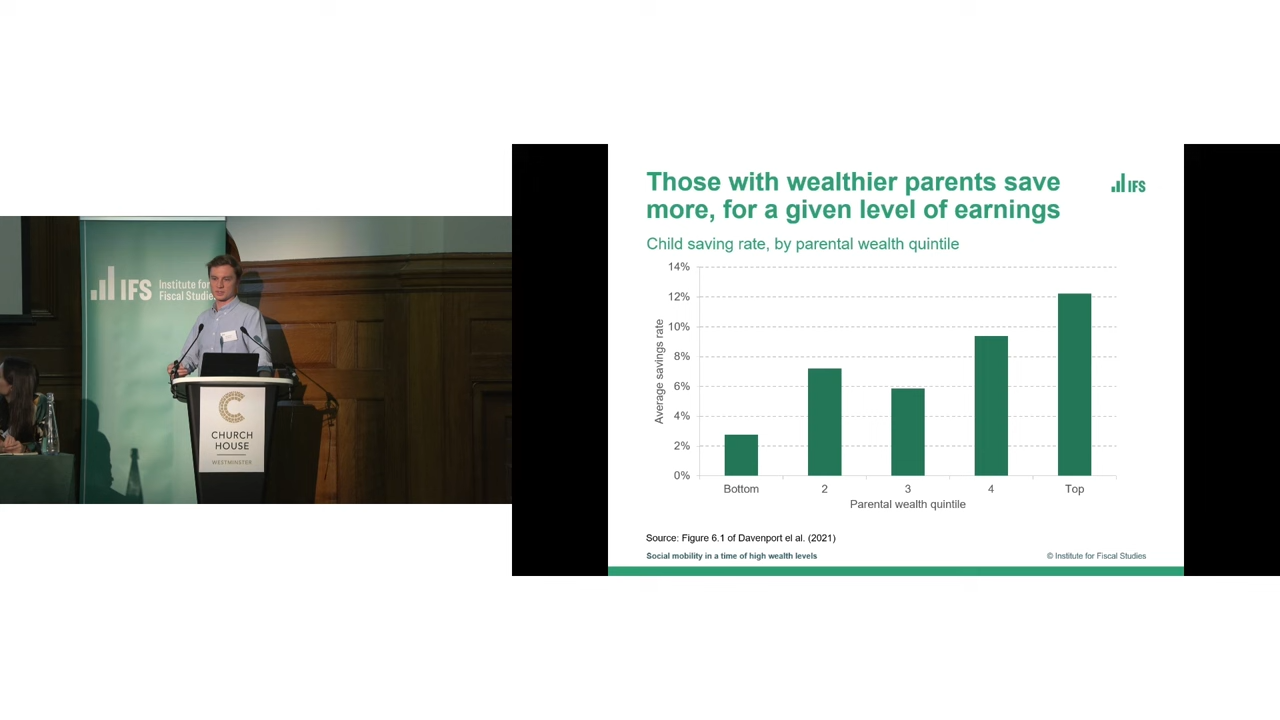 IFS
Institute for
Fiscal Studies
CHURCH
HOUSE
WESTMINSTER
Those with wealthier parents save
more, for a given level of earnings
IFS
Child saving rate, by parental wealth quintile
14%
12%
10%
8%
6%
4%
2%
0%
Average savings rate
Bottom 2 3 4 Top
Parental wealth quintile
Source: Figure 6.1 of Davenport el al. (2021)
Social mobility in a time of high wealth levels
© Institute for Fiscal Studies